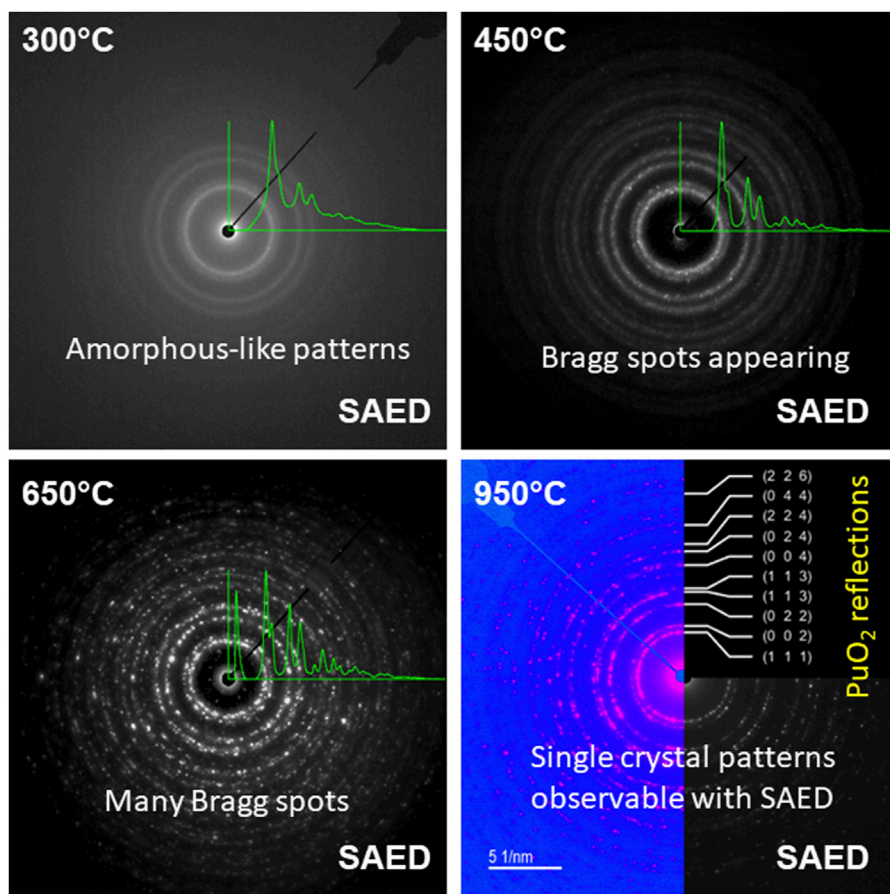 300°C
Amorphous-like patterns
SAED
450°C
Bragg spots appearing
SAED
650°C
Many Bragg spots
SAED
950°C
(2 2 6)
(0 4 4)
(2 2 4)
(0 2 4)
(0 0 4)
(1 1 3)
(1 1 3)
(0 2 2)
(0 0 2)
(1 1 1)
PuO₂ reflections
Single crystal patterns
observable with SAED
5 1/nm
SAED